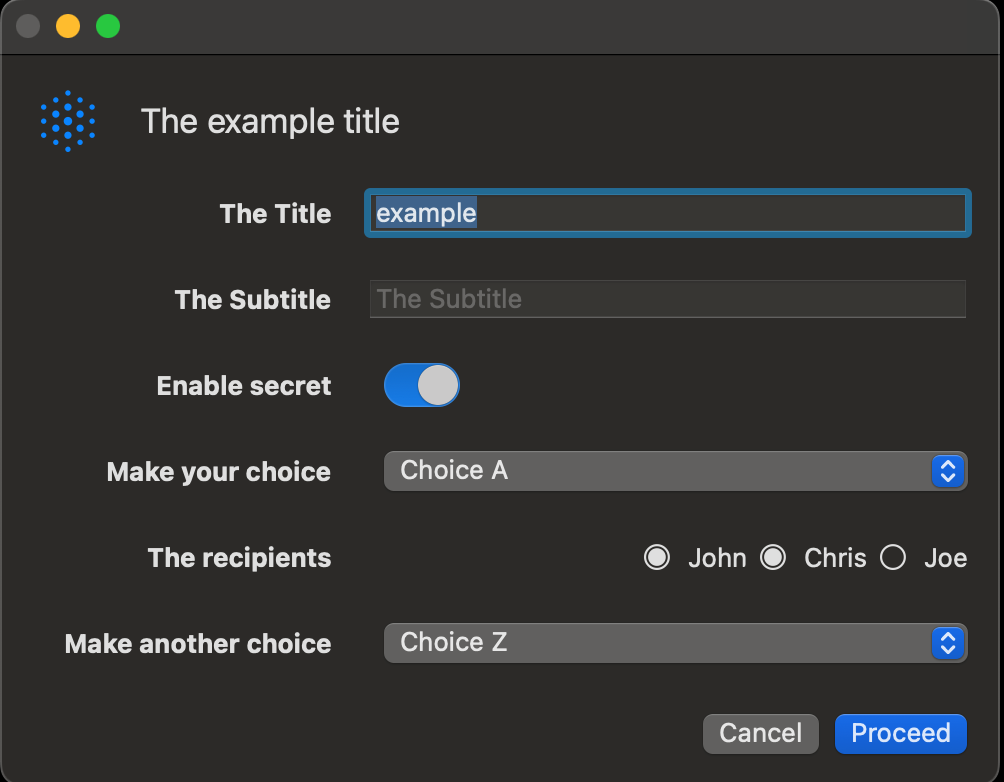 The example title
The Title example
The Subtitle The Subtitle
Enable secret
Make your choice Choice A
The recipients John Chris Joe
Make another choice Choice Z
Cancel Proceed